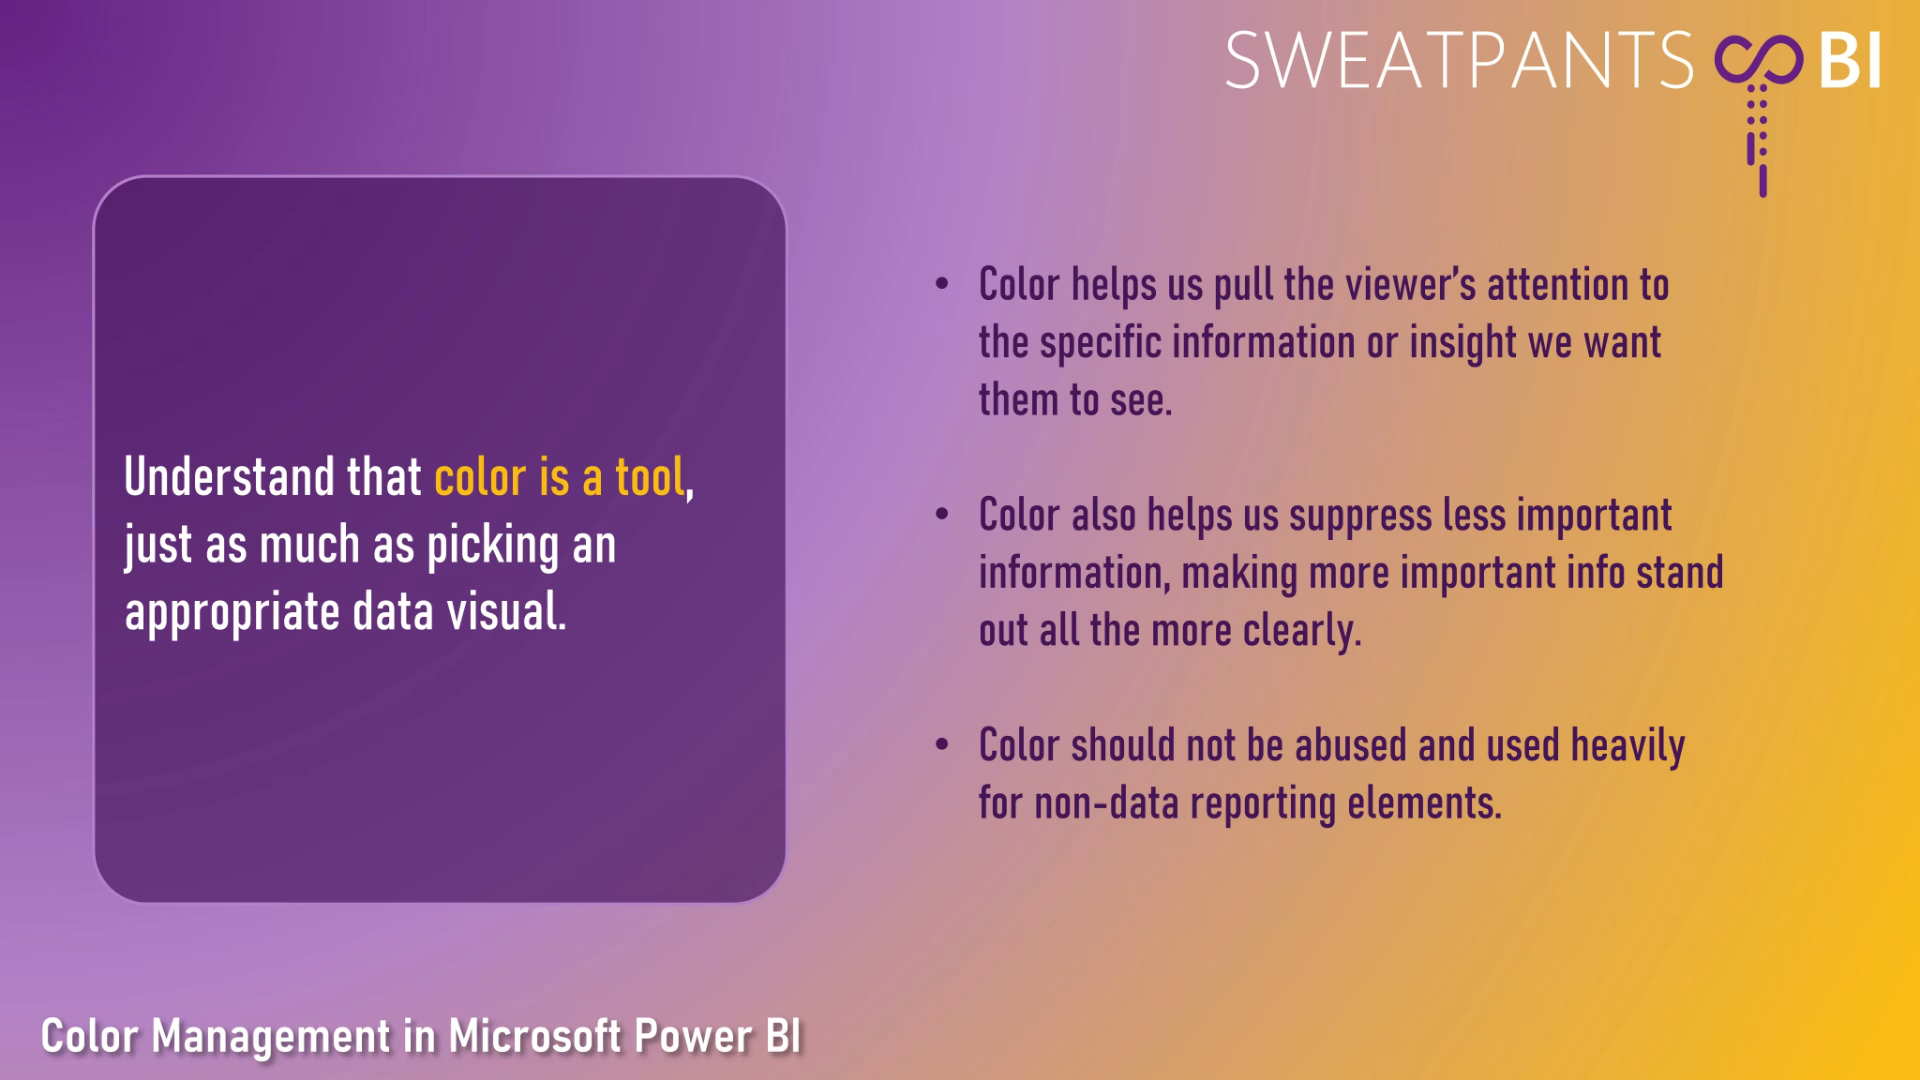 SWEATPANTS BI
Understand that color is a tool,
just as much as picking an
appropriate data visual.
• Color helps us pull the viewer’s attention to
the specific information or insight we want
them to see.
• Color also helps us suppress less important
information, making more important info stand
out all the more clearly.
• Color should not be abused and used heavily
for non-data reporting elements.
Color Management in Microsoft Power BI